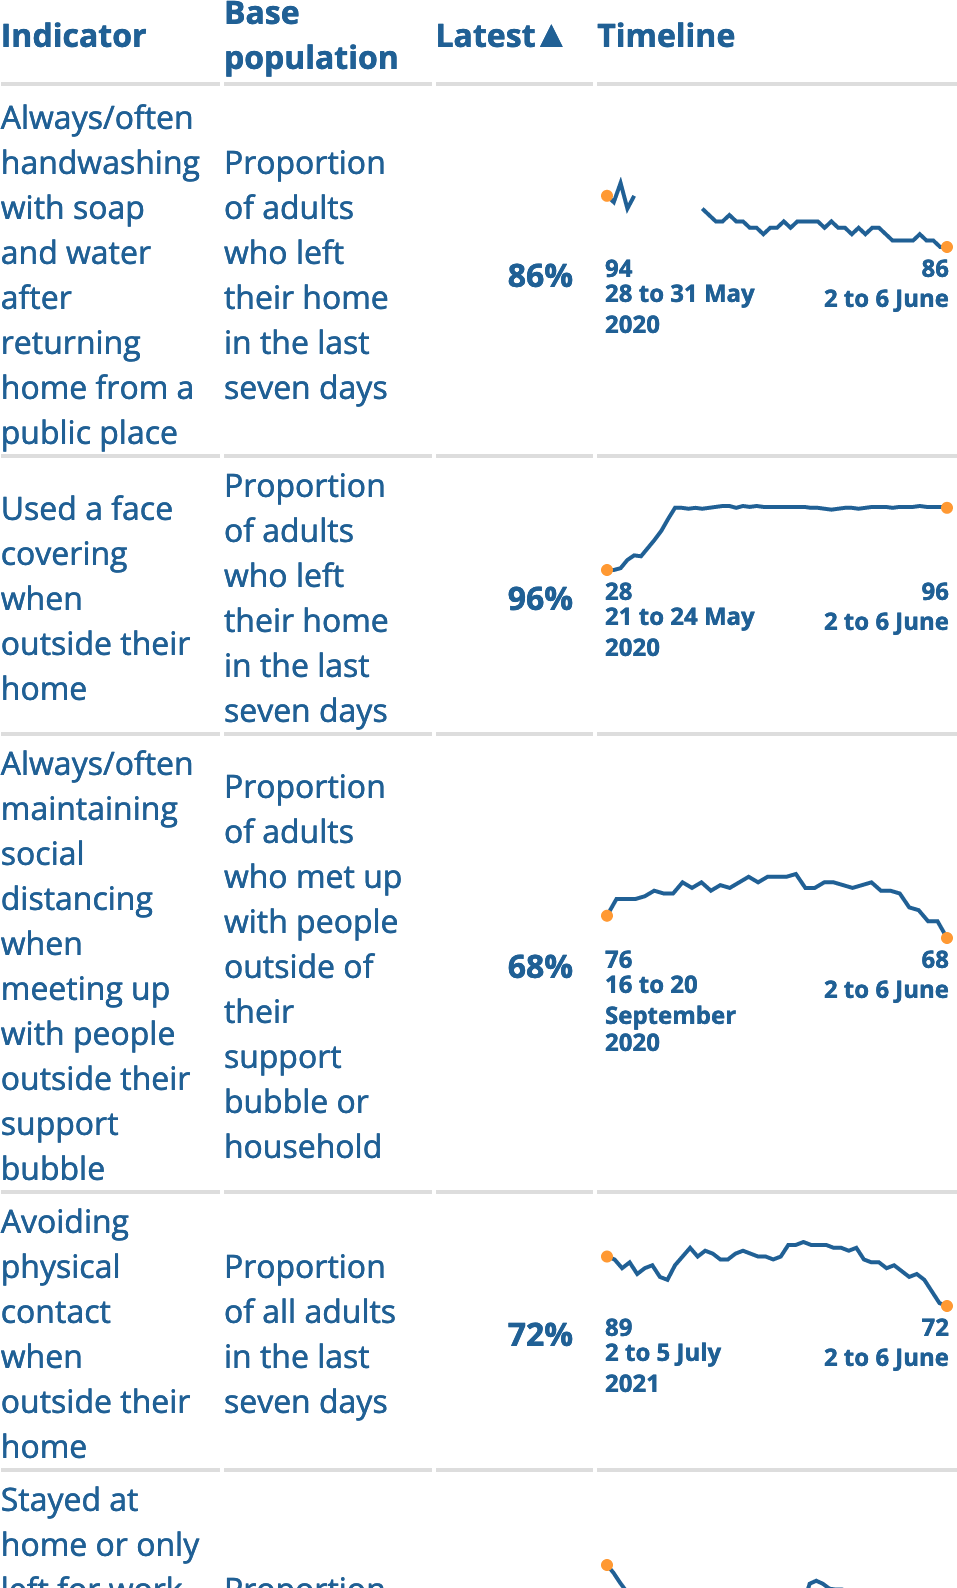 Indicator
Base
population
Latest▲
Timeline
Always/often
handwashing
with soap
and water
after
returning
home from a
public place
Proportion
of adults
who left
their home
in the last
seven days
86%
94
28 to 31 May
2020
86
2 to 6 June
Used a face
covering
when
outside their
home
Proportion
of adults
who left
their home
in the last
seven days
96%
28
21 to 24 May
2020
96
2 to 6 June
Always/often
maintaining
social
distancing
when
meeting up
with people
outside their
support
bubble
Proportion
of adults
who met up
with people
outside of
their
support
bubble or
household
68%
76
16 to 20
September
2020
68
2 to 6 June
Avoiding
physical
contact
when
outside their
home
Proportion
of all adults
in the last
seven days
72%
89
2 to 5 July
2021
72
2 to 6 June
Stayed at
home or only
left for work
Proportion